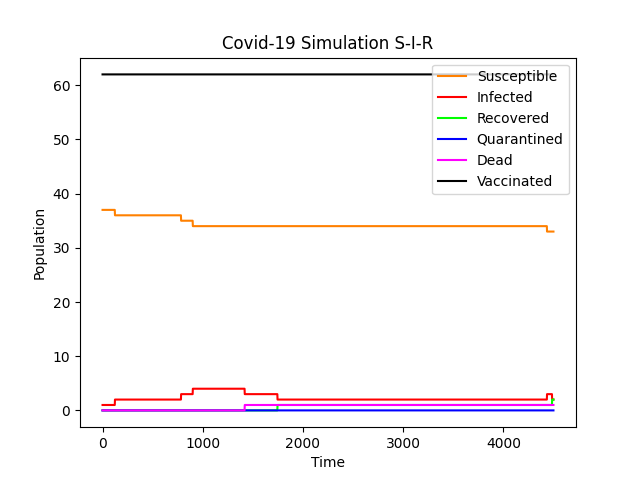 Covid-19 Simulation S-I-R
Susceptible
Infected
Recovered
Quarantined
Dead
Vaccinated
60
50
40
30
20
10
0
Population
0 1000 2000 3000 4000
Time